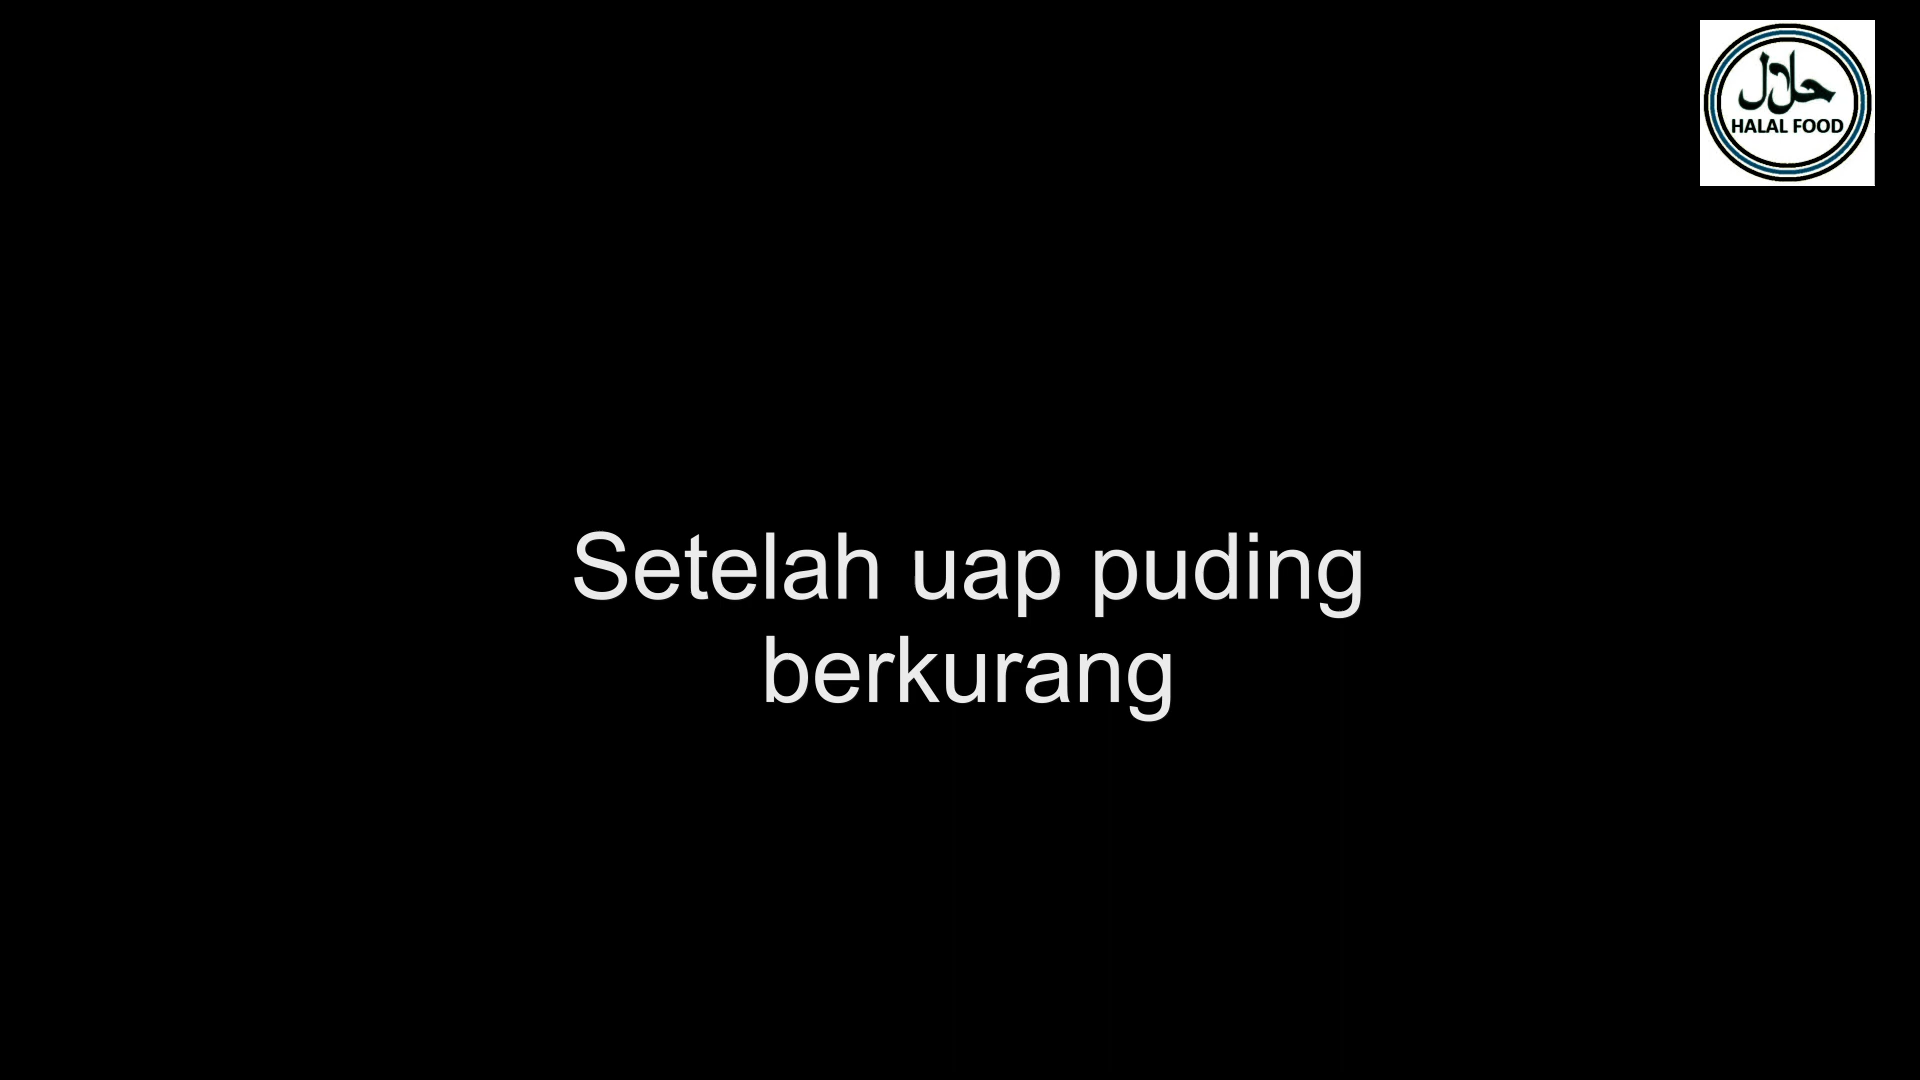 حلال
HALAL FOOD
Setelah uap puding
berkurang